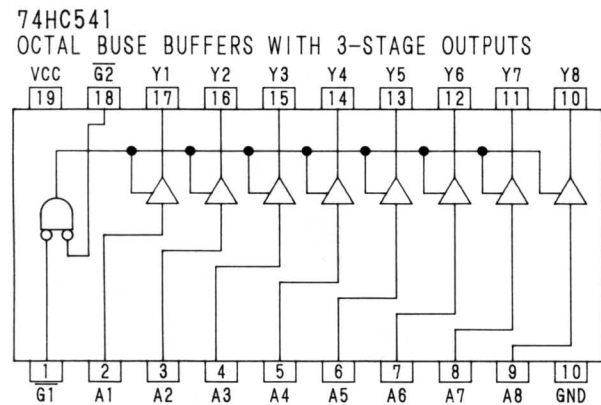 74HC541
OCTAL BUSE BUFFERS WITH 3-STAGE OUTPUTS
VCC G2 Y1 Y2 Y3 Y4 Y5 Y6 Y7 Y8
19 18 17 16 15 14 13 12 11 10
1 2 3 4 5 6 7 8 9 10
G1 A1 A2 A3 A4 A5 A6 A7 A8 GND